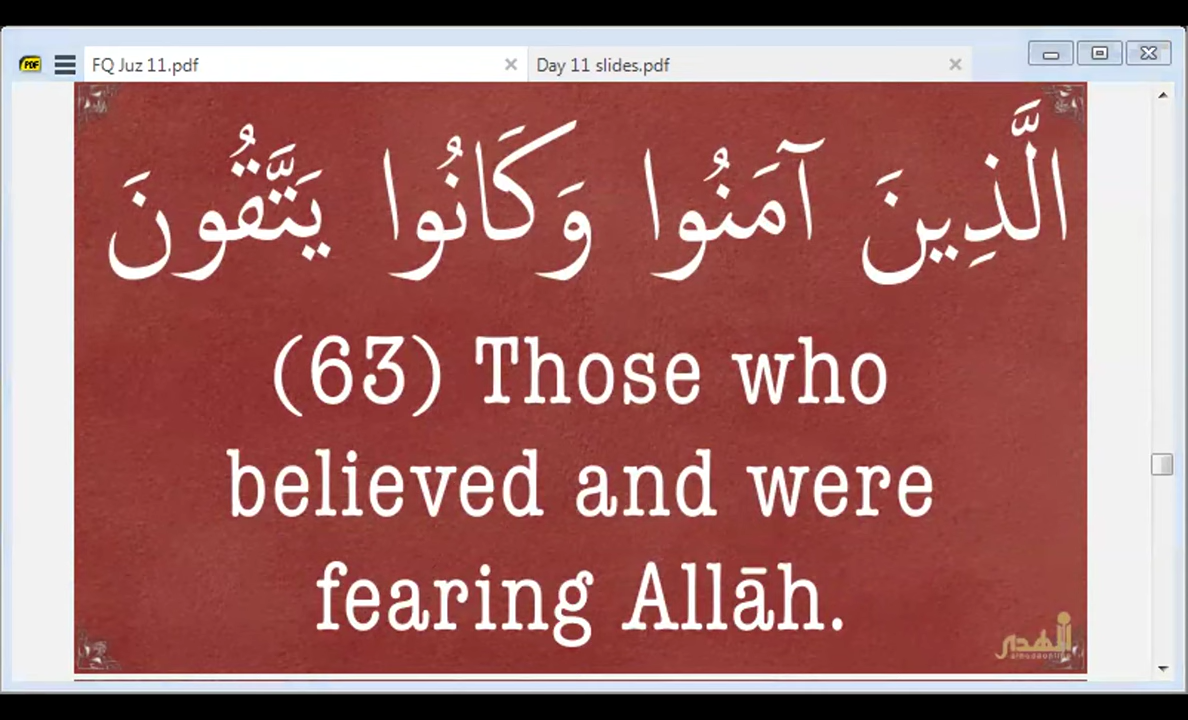 FQ Juz 11.pdf
Day 11 slides.pdf
الَّذِينَ آمَنُوا وَكَانُوا يَتَّقُونَ
(63) Those who
believed and were
fearing Allāh.
الهدى